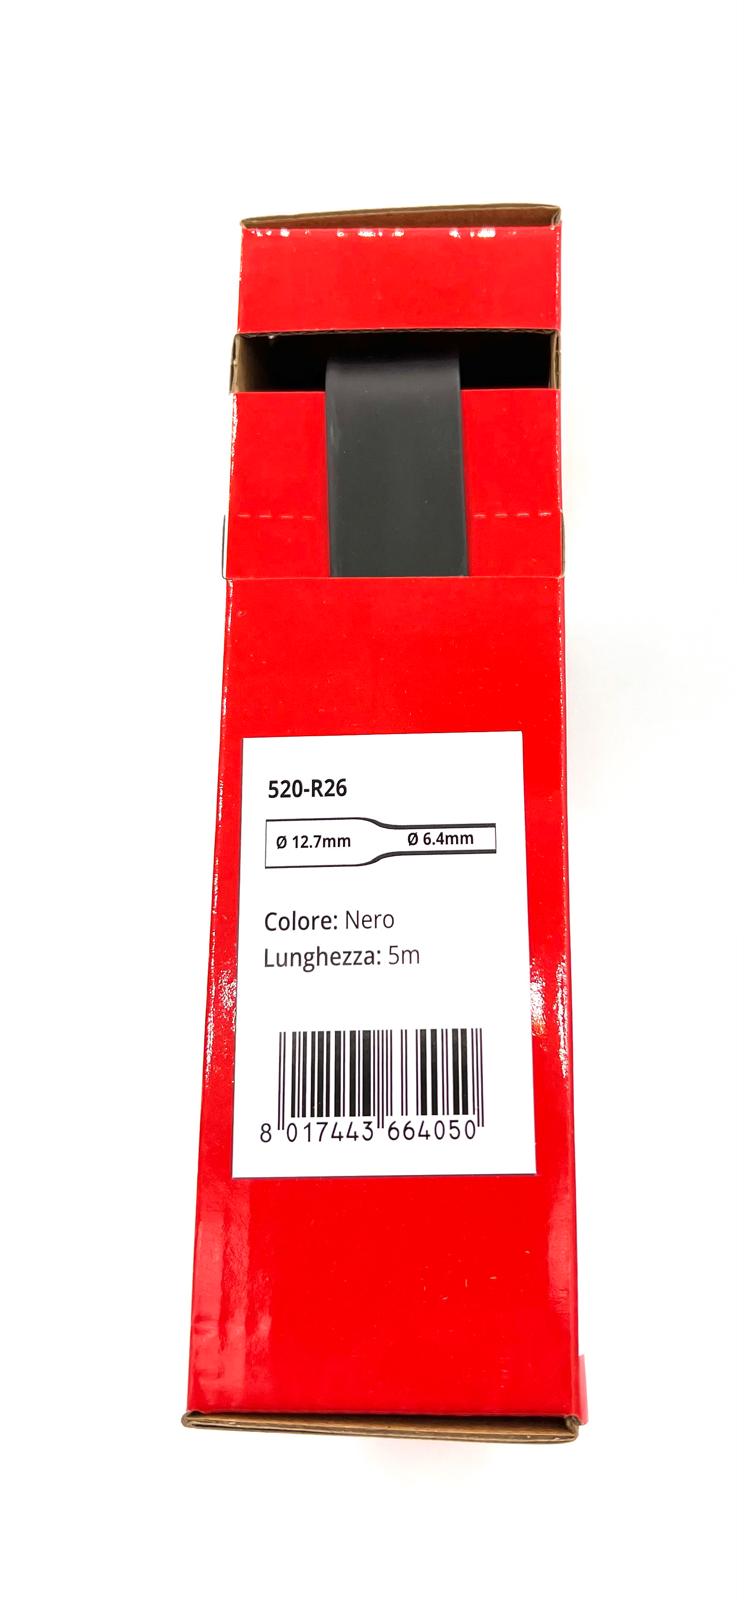 520-R26
Ø 12.7mm Ø 6.4mm
Colore: Nero
Lunghezza: 5m
8 017443 664050